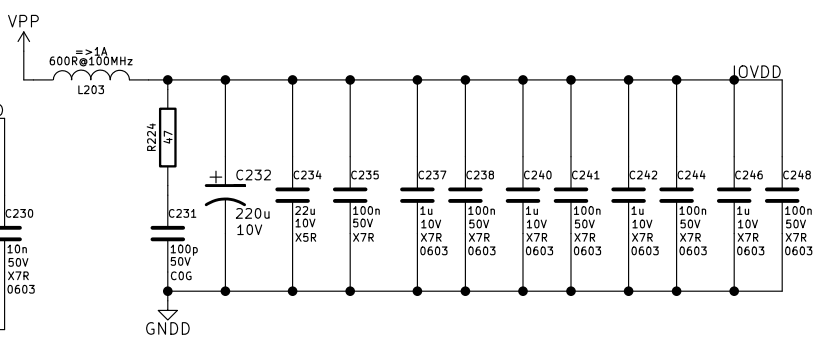 VPP
=>1A
600R@100MHz
L203
IOVDD
R224
47
C230
10n
50V
X7R
0603
C231
100p
50V
C0G
C232
220u
10V
C234
22u
10V
X5R
C235
100n
50V
X7R
C237
1u
10V
X7R
0603
C238
100n
50V
X7R
0603
C240
1u
10V
X7R
0603
C241
100n
50V
X7R
0603
C242
1u
10V
X7R
0603
C244
100n
50V
X7R
0603
C246
1u
10V
X7R
0603
C248
100n
50V
X7R
0603
GNDD